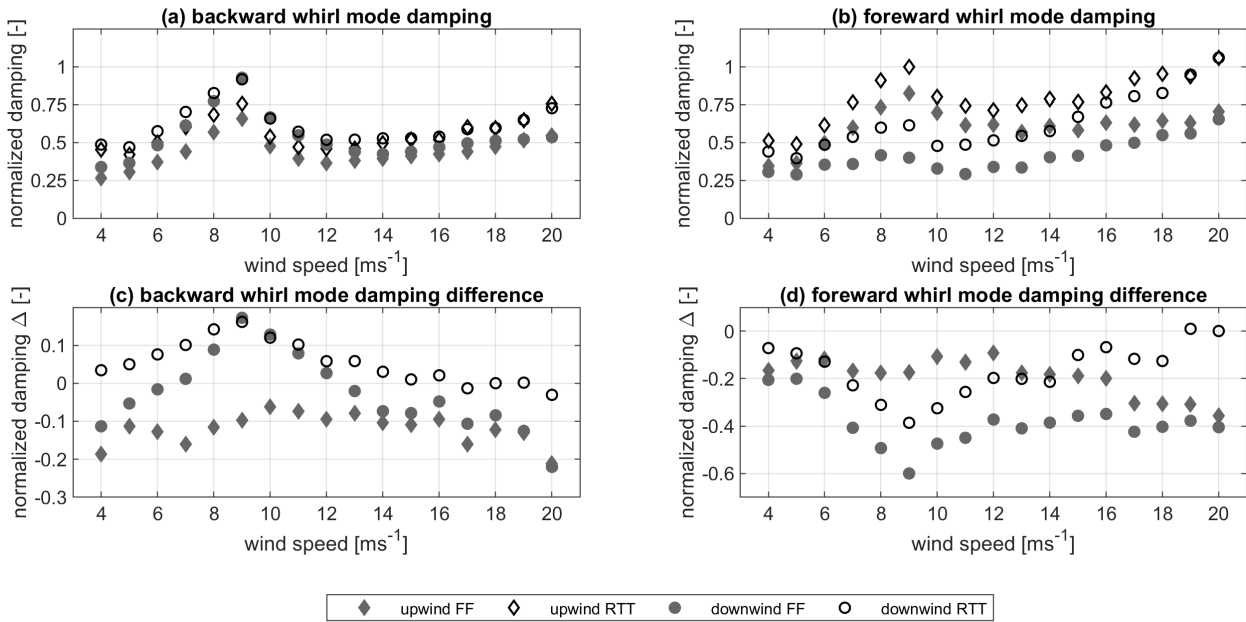 (a) backward whirl mode damping
normalized damping [-]
1
0.75
0.5
0.25
0
4 6 8 10 12 14 16 18 20
wind speed [ms-1]
(b) foreward whirl mode damping
normalized damping [-]
1
0.75
0.5
0.25
0
4 6 8 10 12 14 16 18 20
wind speed [ms-1]
(c) backward whirl mode damping difference
normalized damping Δ [-]
0.1
0
-0.1
-0.2
-0.3
4 6 8 10 12 14 16 18 20
wind speed [ms-1]
(d) foreward whirl mode damping difference
normalized damping Δ [-]
0
-0.2
-0.4
-0.6
4 6 8 10 12 14 16 18 20
wind speed [ms-1]
upwind FF upwind RTT downwind FF downwind RTT